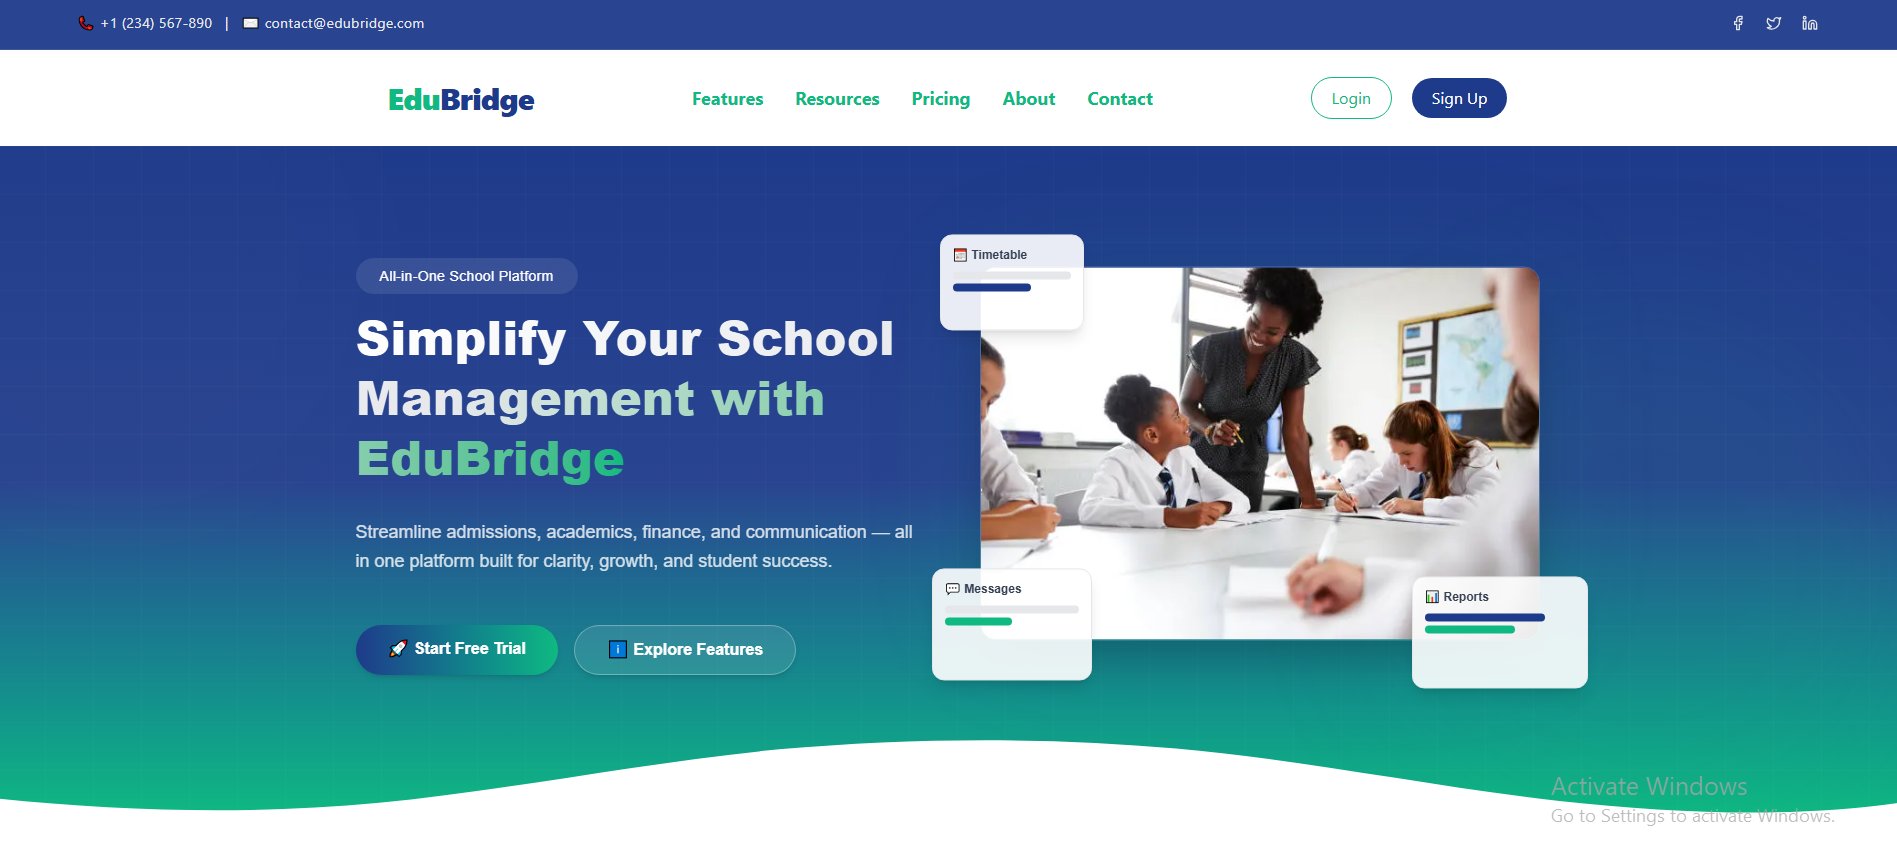 +1 (234) 567-890 | contact@edubridge.com
EduBridge
Features Resources Pricing About Contact
Login Sign Up
All-in-One School Platform
Simplify Your School
Management with
EduBridge
Streamline admissions, academics, finance, and communication — all
in one platform built for clarity, growth, and student success.
Start Free Trial
Explore Features
Timetable
Messages
Reports
Activate Windows
Go to Settings to activate Windows.